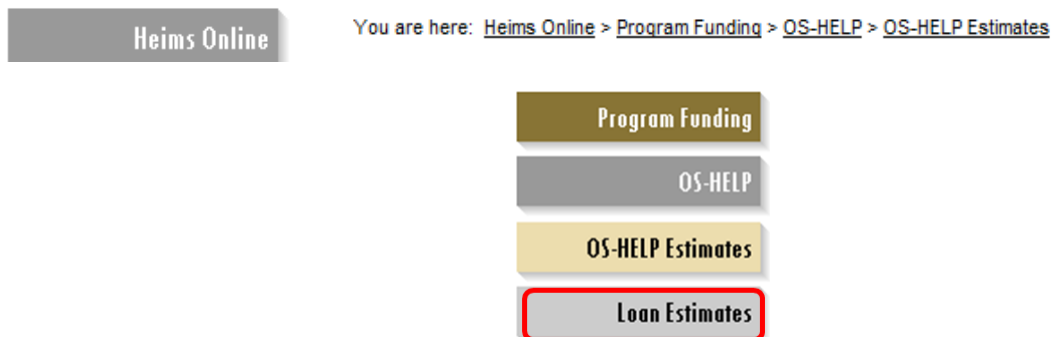 Heims Online
You are here: Heims Online > Program Funding > OS-HELP > OS-HELP Estimates
Program Funding
OS-HELP
OS-HELP Estimates
Loan Estimates